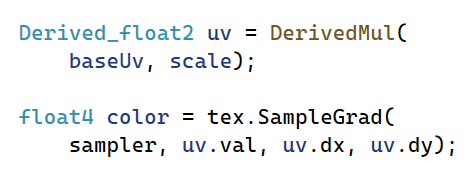 Derived_float2 uv = DerivedMul(
    baseUv, scale);

float4 color = tex.SampleGrad(
    sampler, uv.val, uv.dx, uv.dy);